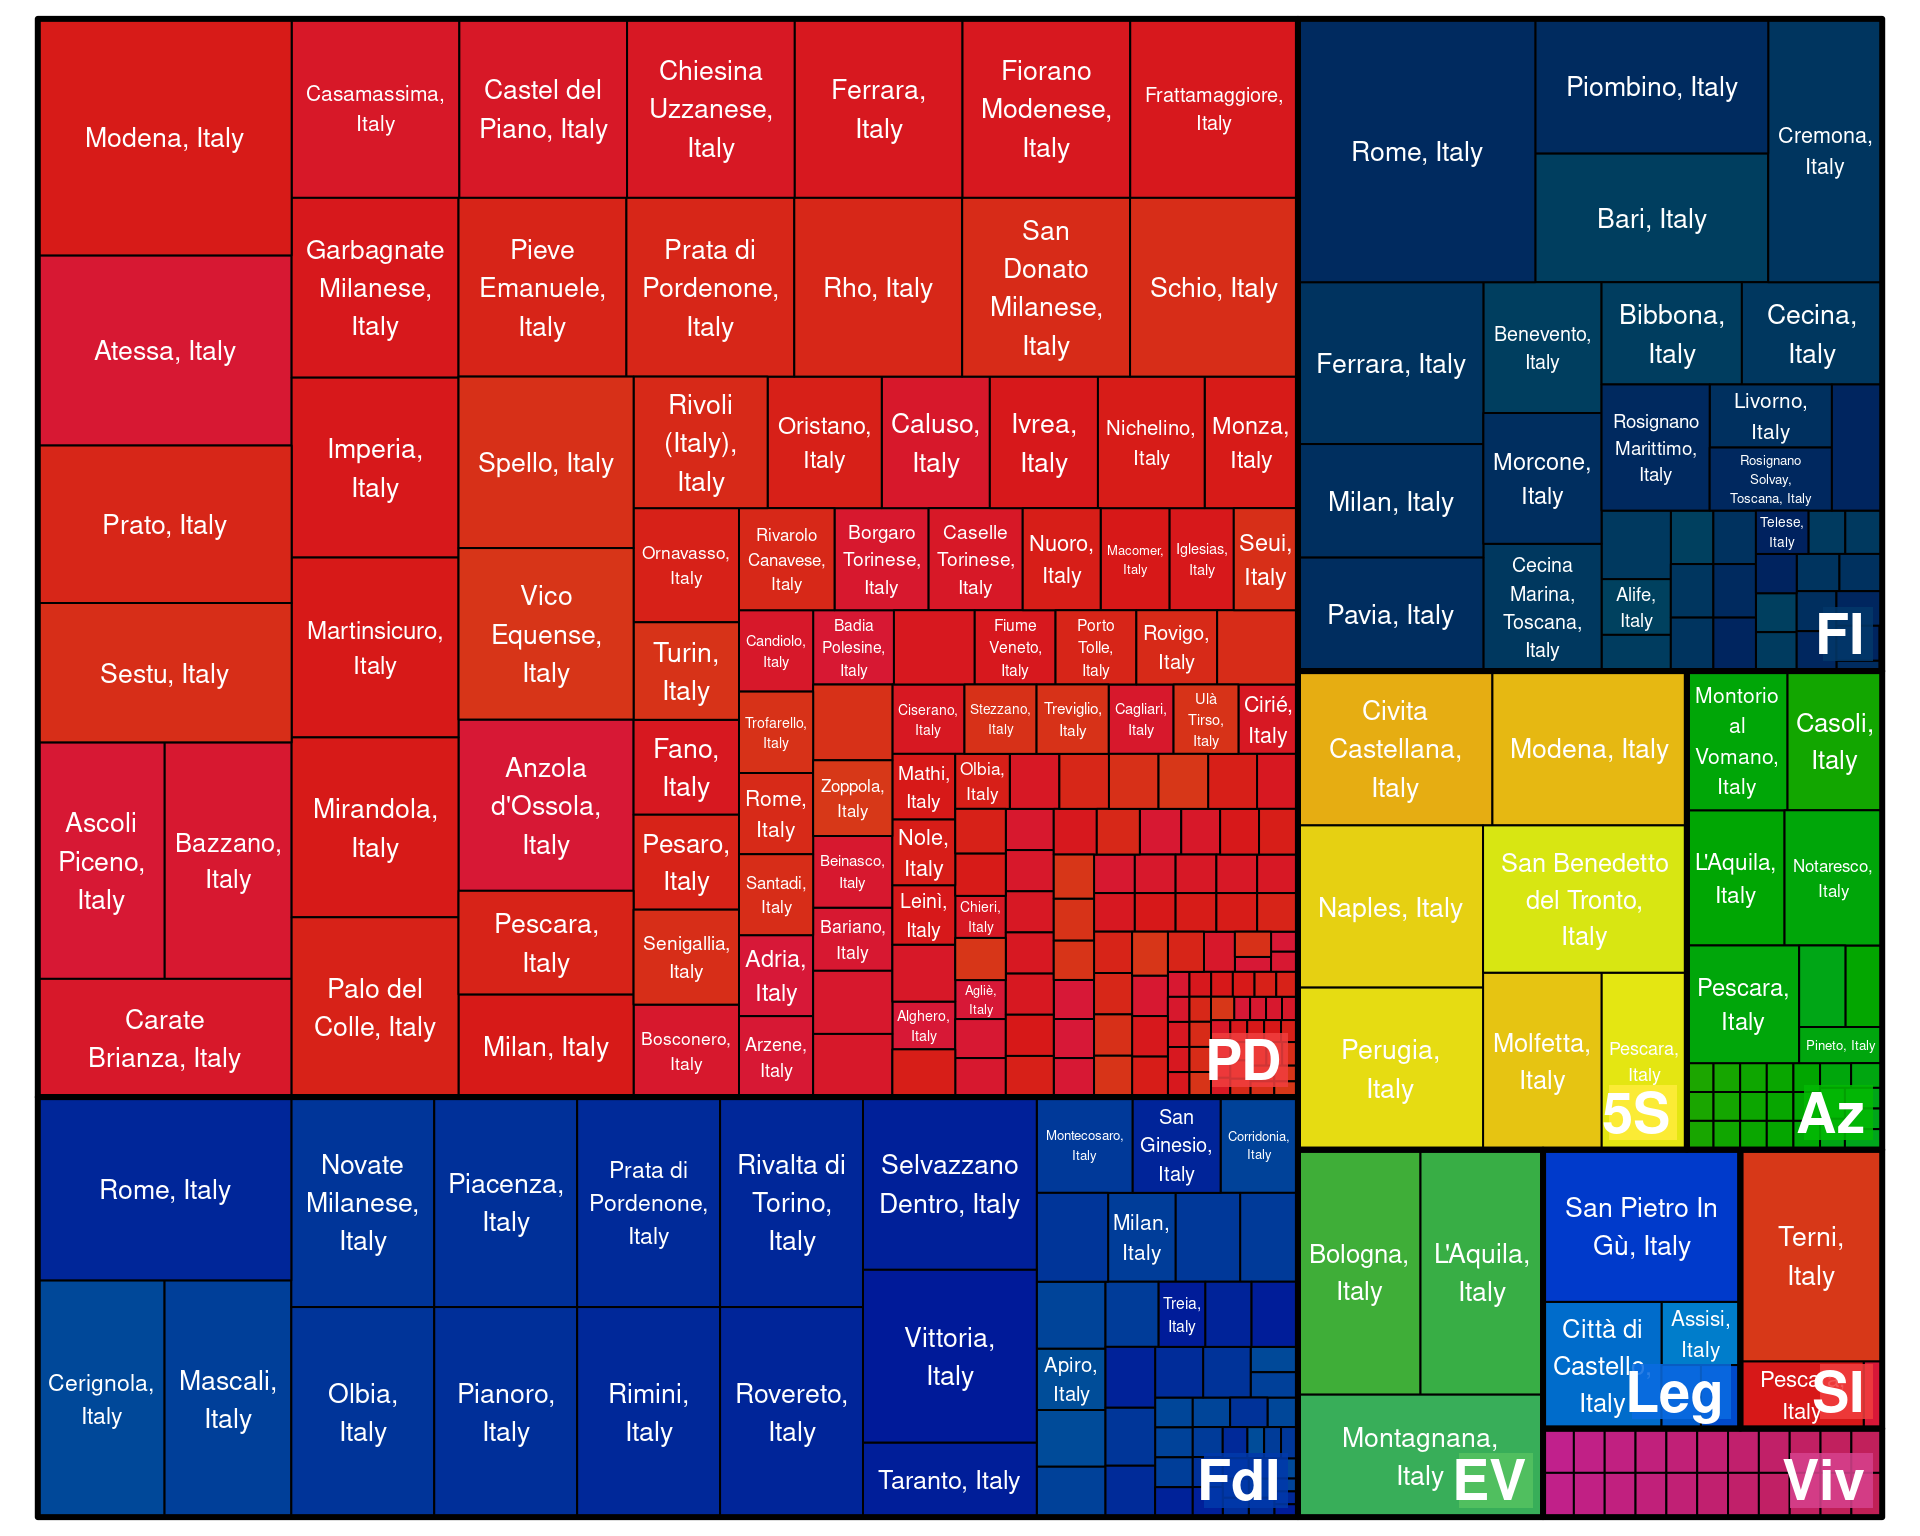 Modena, Italy
Atessa, Italy
Prato, Italy
Sestu, Italy
Ascoli
Piceno,
Italy
Bazzano,
Italy
Carate
Brianza, Italy
Casamassima,
Italy
Castel del
Piano, Italy
Chiesina
Uzzanese,
Italy
Ferrara,
Italy
Fiorano
Modenese,
Italy
Frattamaggiore,
Italy
Garbagnate
Milanese,
Italy
Pieve
Emanuele,
Italy
Prata di
Pordenone,
Italy
Rho, Italy
San
Donato
Milanese,
Italy
Schio, Italy
Imperia,
Italy
Martinsicuro,
Italy
Mirandola,
Italy
Palo del
Colle, Italy
Spello, Italy
Vico
Equense,
Italy
Anzola
d'Ossola,
Italy
Pescara,
Italy
Milan, Italy
Rivoli
(Italy),
Italy
Oristano,
Italy
Caluso,
Italy
Ivrea,
Italy
Nichelino,
Italy
Monza,
Italy
Ornavasso,
Italy
Turin,
Italy
Fano,
Italy
Pesaro,
Italy
Senigallia,
Italy
Bosconero,
Italy
Rivarolo
Canavese,
Italy
Borgaro
Torinese,
Italy
Caselle
Torinese,
Italy
Nuoro,
Italy
Macomer,
Italy
Iglesias,
Italy
Seui,
Italy
Candiolo,
Italy
Trofarello,
Italy
Rome,
Italy
Santadi,
Italy
Adria,
Italy
Arzene,
Italy
Badia
Polesine,
Italy
Fiume
Veneto,
Italy
Porto
Tolle,
Italy
Rovigo,
Italy
Zoppola,
Italy
Beinasco,
Italy
Bariano,
Italy
Ciserano,
Italy
Stezzano,
Italy
Treviglio,
Italy
Cagliari,
Italy
Ulà
Tirso,
Italy
Cirié,
Italy
Mathi,
Italy
Nole,
Italy
Leinì,
Italy
Alghero,
Italy
Olbia,
Italy
Chieri,
Italy
Agliè,
Italy
PD
Rome, Italy
Piombino, Italy
Bari, Italy
Cremona,
Italy
Ferrara, Italy
Milan, Italy
Pavia, Italy
Benevento,
Italy
Morcone,
Italy
Cecina
Marina,
Toscana,
Italy
Bibbona,
Italy
Cecina,
Italy
Rosignano
Marittimo,
Italy
Livorno,
Italy
Rosignano
Solvay,
Toscana, Italy
Telese,
Italy
Alife,
Italy
FI
Civita
Castellana,
Italy
Modena, Italy
Naples, Italy
San Benedetto
del Tronto,
Italy
Perugia,
Italy
Molfetta,
Italy
Pescara,
Italy
5S
Montorio
al
Vomano,
Italy
Casoli,
Italy
L'Aquila,
Italy
Notaresco,
Italy
Pescara,
Italy
Pineto, Italy
Az
Rome, Italy
Cerignola,
Italy
Mascali,
Italy
Novate
Milanese,
Italy
Piacenza,
Italy
Prata di
Pordenone,
Italy
Rivalta di
Torino,
Italy
Olbia,
Italy
Pianoro,
Italy
Rimini,
Italy
Rovereto,
Italy
Selvazzano
Dentro, Italy
Vittoria,
Italy
Taranto, Italy
Montecosaro,
Italy
San
Ginesio,
Italy
Corridonia,
Italy
Milan,
Italy
Treia,
Italy
Apiro,
Italy
FdI
Bologna,
Italy
L'Aquila,
Italy
Montagnana,
Italy
EV
San Pietro In
Gù, Italy
Città di
Castello,
Italy
Assisi,
Italy
Leg
Terni,
Italy
Pescara,
Italy
SI
Viv